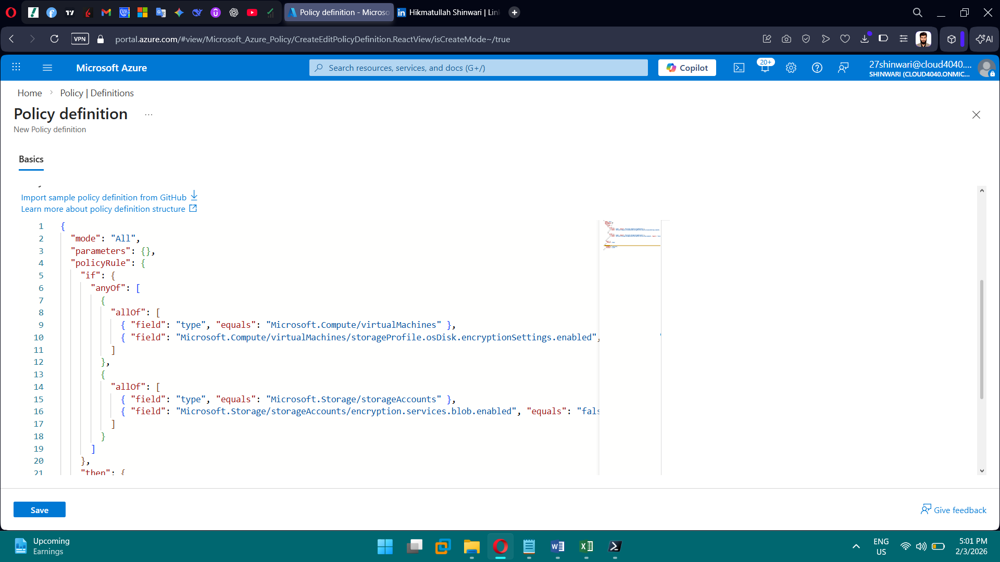 Policy definition - Microso
Hikmatullah Shinwari | Lin
VPN
portal.azure.com/#view/Microsoft_Azure_Policy/CreateEditPolicyDefinition.ReactView/isCreateMode~/true
AI
Microsoft Azure
Search resources, services, and docs (G+/)
Copilot
20+
27shinwari@cloud4040....
SHINWARI (CLOUD4040.ONMIC...
Home > Policy | Definitions
Policy definition ...
New Policy definition
Basics
Import sample policy definition from GitHub
Learn more about policy definition structure
1 {
2 "mode": "All",
3 "parameters": {},
4 "policyRule": {
5 "if": {
6 "anyOf": [
7 {
8 "allOf": [
9 { "field": "type", "equals": "Microsoft.Compute/virtualMachines" },
10 { "field": "Microsoft.Compute/virtualMachines/storageProfile.osDisk.encryptionSettings.enabled",
11 ]
12 },
13 {
14 "allOf": [
15 { "field": "type", "equals": "Microsoft.Storage/storageAccounts" },
16 { "field": "Microsoft.Storage/storageAccounts/encryption.services.blob.enabled", "equals": "fals
17 ]
18 }
19 ]
20 },
21 "then": {
Save
Give feedback
Upcoming
Earnings
ENG
US
5:01 PM
2/3/2026